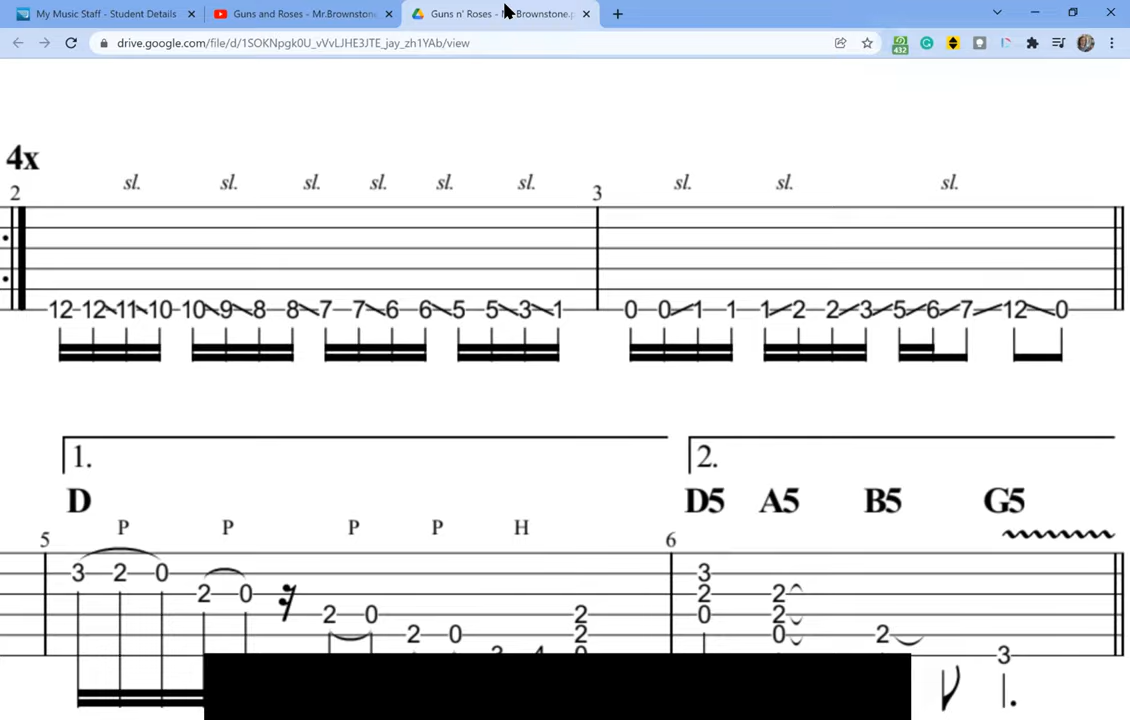 My Music Staff - Student Details
Guns and Roses - Mr.Brownstone
Guns n' Roses - Brownstone.p
drive.google.com/file/d/1SOKNpgk0U_vVvLJHE3JTE_jay_zh1YAb/view
432
4x
sl. sl. sl. sl. sl. sl. sl. sl. sl.
2 3
12 12 11 10 10 9 8 8 7 7 6 6 5 5 3 1 0 0 1 1 1 2 2 3 5 6 7 12 0
1. 2.
D D5 A5 B5 G5
P P P P H
5 6
3 2 0 3
2 0 2 2
2 0 2 0 2
2 0 2 0 2
3